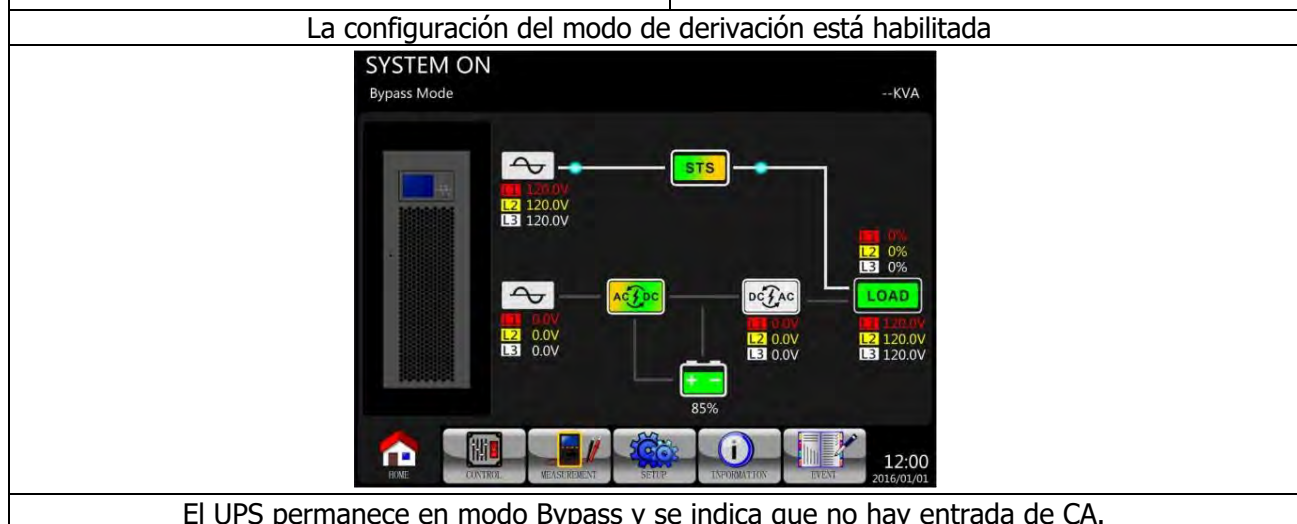 La configuración del modo de derivación está habilitada
SYSTEM ON
Bypass Mode
--KVA
STS
L1 120.0V
L2 120.0V
L3 120.0V
L1 0%
L2 0%
L3 0%
AC DC
DC AC
LOAD
L1 0.0V
L2 0.0V
L3 0.0V
L1 0.0V
L2 0.0V
L3 0.0V
L1 120.0V
L2 120.0V
L3 120.0V
85%
HOME
CONTROL
MEASUREMENT
SETUP
INFORMATION
EVENT
12:00
2016/01/01
El UPS permanece en modo Bypass y se indica que no hay entrada de CA.